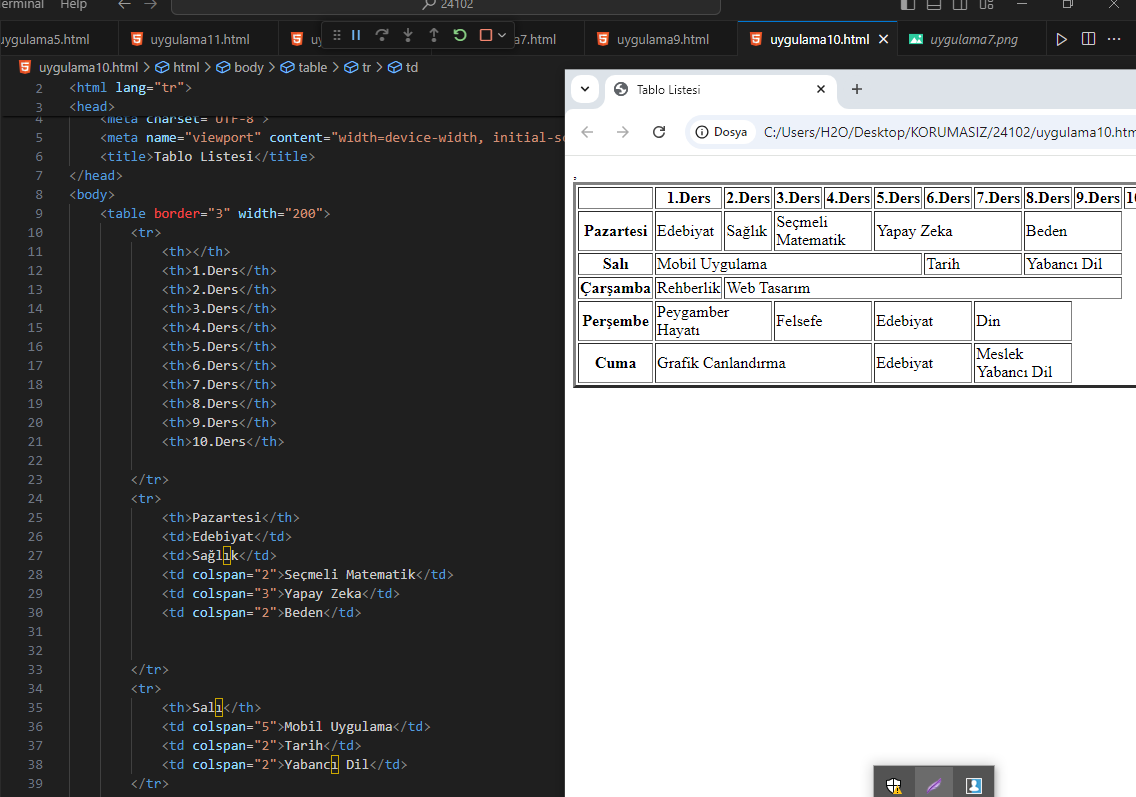 Terminal Help 24102
uygulama5.html uygulama11.html uy a7.html uygulama9.html uygulama10.html uygulama7.png
uygulama10.html > html > body > table > tr > td
2 <html lang="tr">
3 <head>
4 <meta charset="UTF-8">
5 <meta name="viewport" content="width=device-width, initial-sc
6 <title>Tablo Listesi</title>
7 </head>
8 <body>
9 <table border="3" width="200">
10 <tr>
11 <th></th>
12 <th>1.Ders</th>
13 <th>2.Ders</th>
14 <th>3.Ders</th>
15 <th>4.Ders</th>
16 <th>5.Ders</th>
17 <th>6.Ders</th>
18 <th>7.Ders</th>
19 <th>8.Ders</th>
20 <th>9.Ders</th>
21 <th>10.Ders</th>
22
23 </tr>
24 <tr>
25 <th>Pazartesi</th>
26 <td>Edebiyat</td>
27 <td>Sağlık</td>
28 <td colspan="2">Seçmeli Matematik</td>
29 <td colspan="3">Yapay Zeka</td>
30 <td colspan="2">Beden</td>
31
32
33 </tr>
34 <tr>
35 <th>Salı</th>
36 <td colspan="5">Mobil Uygulama</td>
37 <td colspan="2">Tarih</td>
38 <td colspan="2">Yabancı Dil</td>
39 </tr>
Tablo Listesi
Dosya C:/Users/H2O/Desktop/KORUMASIZ/24102/uygulama10.htm
1.Ders 2.Ders 3.Ders 4.Ders 5.Ders 6.Ders 7.Ders 8.Ders 9.Ders 10
Pazartesi Edebiyat Sağlık Seçmeli Matematik Yapay Zeka Beden
Salı Mobil Uygulama Tarih Yabancı Dil
Çarşamba Rehberlik Web Tasarım
Perşembe Peygamber Hayatı Felsefe Edebiyat Din
Cuma Grafik Canlandırma Edebiyat Meslek Yabancı Dil